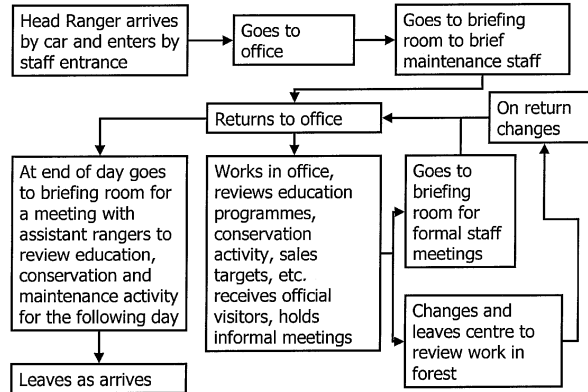 Head Ranger arrives
by car and enters by
staff entrance
Goes to
office
Goes to briefing
room to brief
maintenance staff
Returns to office
On return
changes
At end of day goes
to briefing room for
a meeting with
assistant rangers to
review education,
conservation and
maintenance activity
for the following day
Works in office,
reviews education
programmes,
conservation
activity, sales
targets, etc.
receives official
visitors, holds
informal meetings
Goes to
briefing
room for
formal staff
meetings
Changes and
leaves centre to
review work in
forest
Leaves as arrives